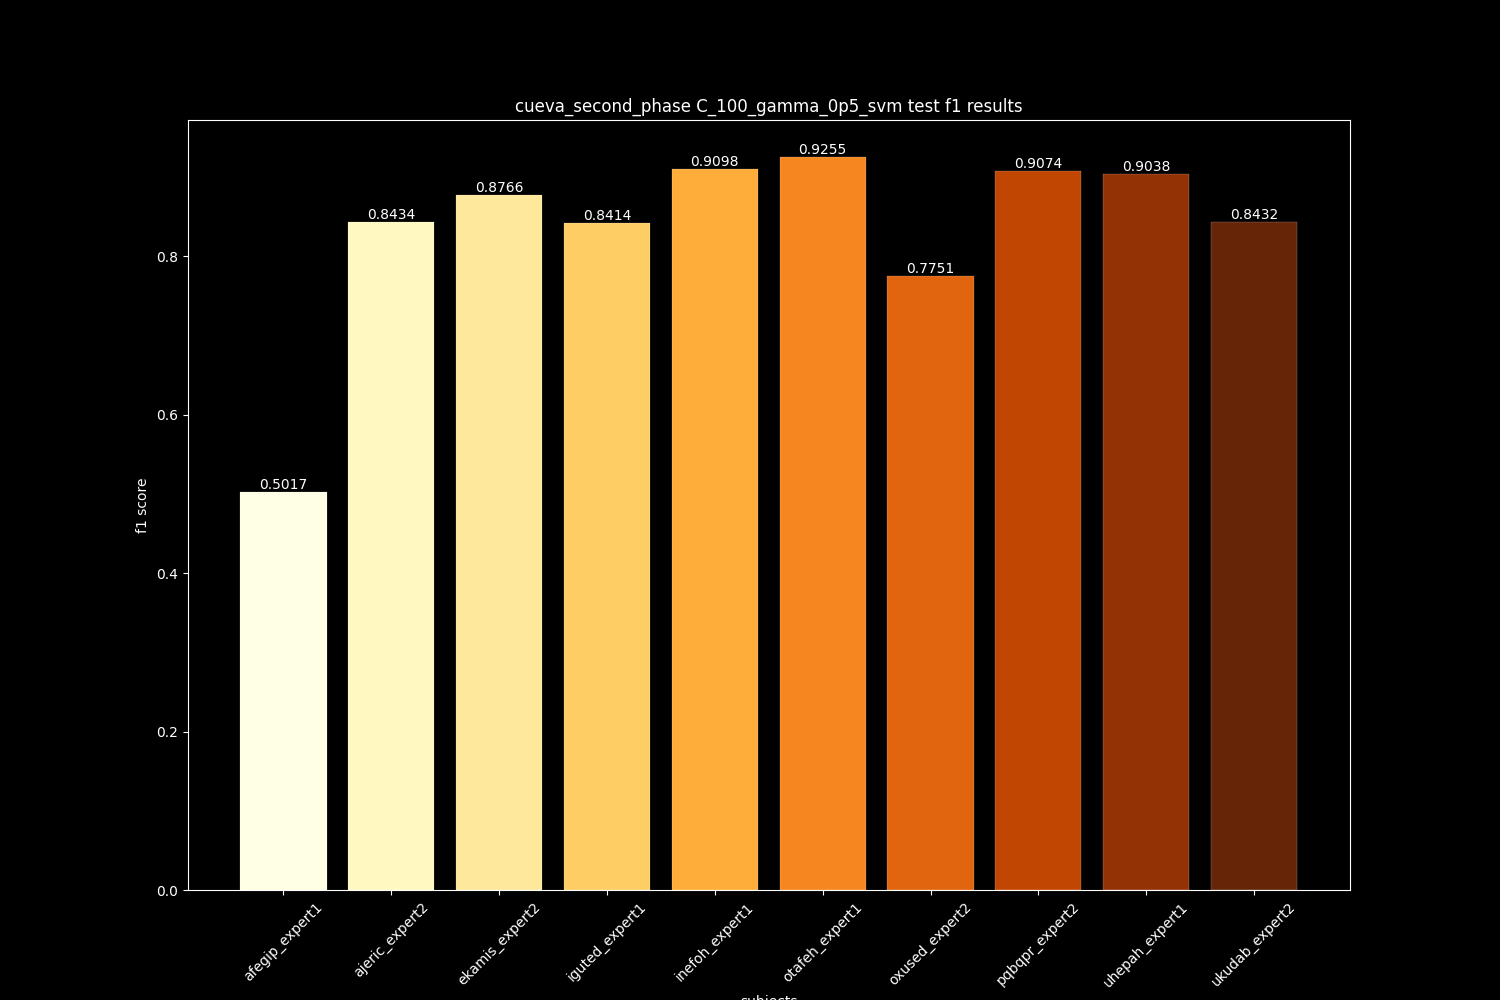 cueva_second_phase C_100_gamma_0p5_svm test f1 results
0.5017
0.8434
0.8766
0.8414
0.9098
0.9255
0.7751
0.9074
0.9038
0.8432
0.8
0.6
0.4
0.2
0.0
f1 score
afegip_expert1
ajeric_expert2
ekamis_expert2
iguted_expert1
inefoh_expert1
otafeh_expert1
oxused_expert2
pqbqpr_expert2
uhepah_expert1
ukudab_expert2
subjects